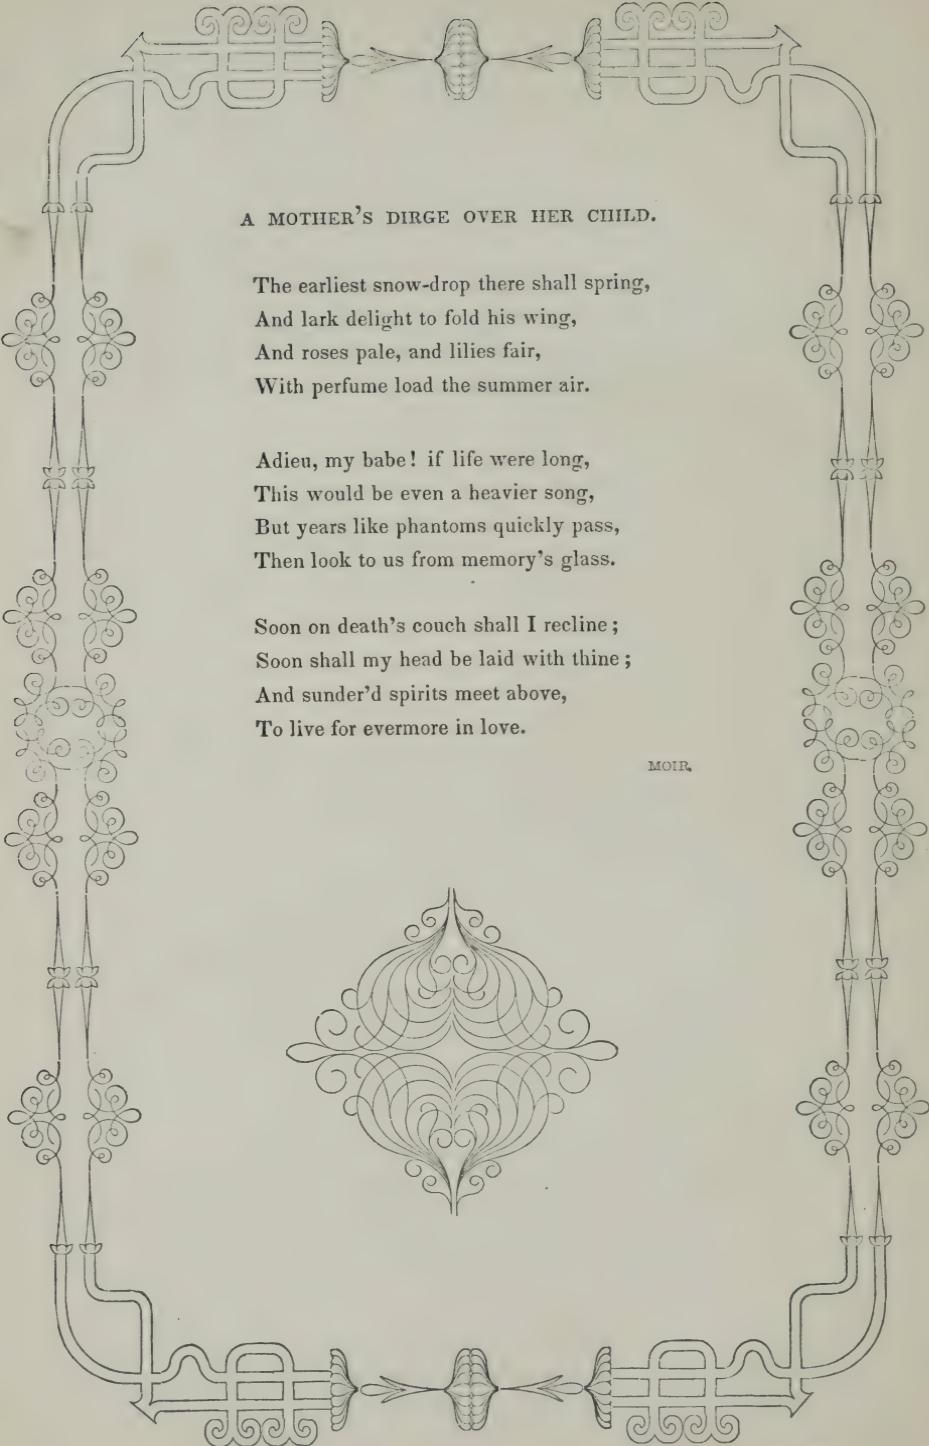 A MOTHER'S DIRGE OVER HER CHILD.
The earliest snow-drop there shall spring,
And lark delight to fold his wing,
And roses pale, and lilies fair,
With perfume load the summer air.
Adieu, my babe! if life were long,
This would be even a heavier song,
But years like phantoms quickly pass,
Then look to us from memory's glass.
Soon on death's couch shall I recline;
Soon shall my head be laid with thine;
And sunder'd spirits meet above,
To live for evermore in love.
MOIR.